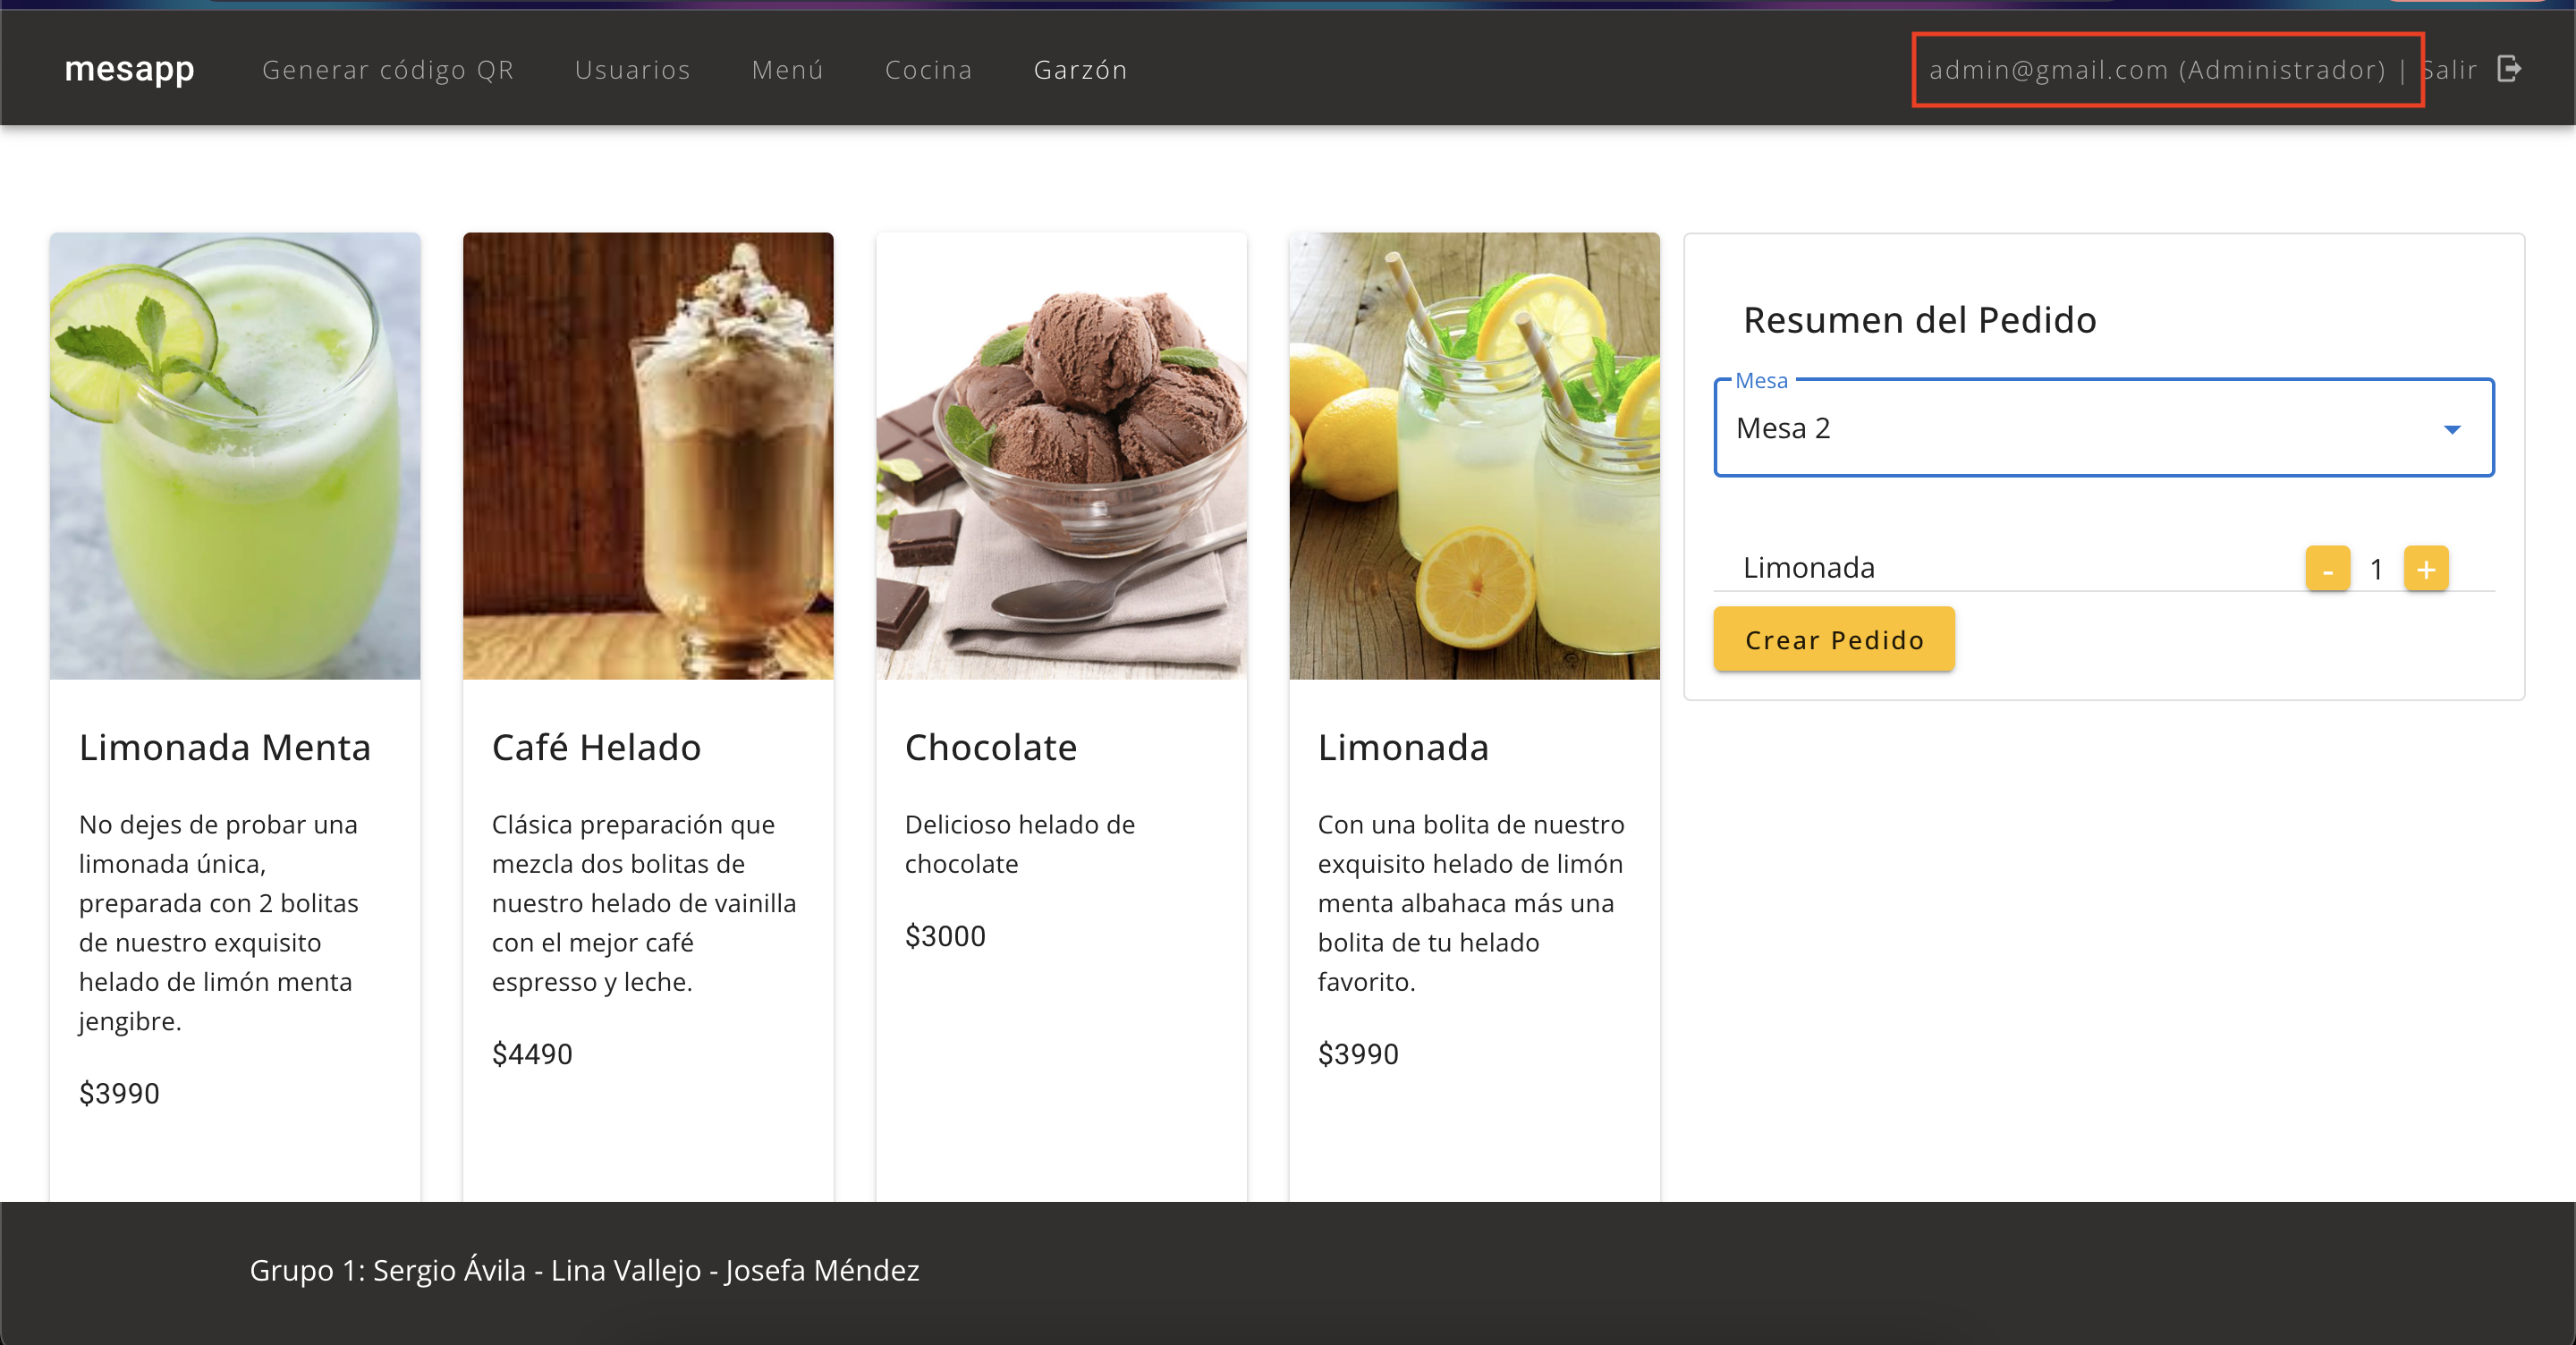 mesapp Generar código QR Usuarios Menú Cocina Garzón admin@gmail.com (Administrador) | Salir
Limonada Menta
No dejes de probar una
limonada única,
preparada con 2 bolitas
de nuestro exquisito
helado de limón menta
jengibre.
$3990
Café Helado
Clásica preparación que
mezcla dos bolitas de
nuestro helado de vainilla
con el mejor café
espresso y leche.
$4490
Chocolate
Delicioso helado de
chocolate
$3000
Limonada
Con una bolita de nuestro
exquisito helado de limón
menta albahaca más una
bolita de tu helado
favorito.
$3990
Resumen del Pedido
Mesa
Mesa 2
Limonada - 1 +
Crear Pedido
Grupo 1: Sergio Ávila - Lina Vallejo - Josefa Méndez